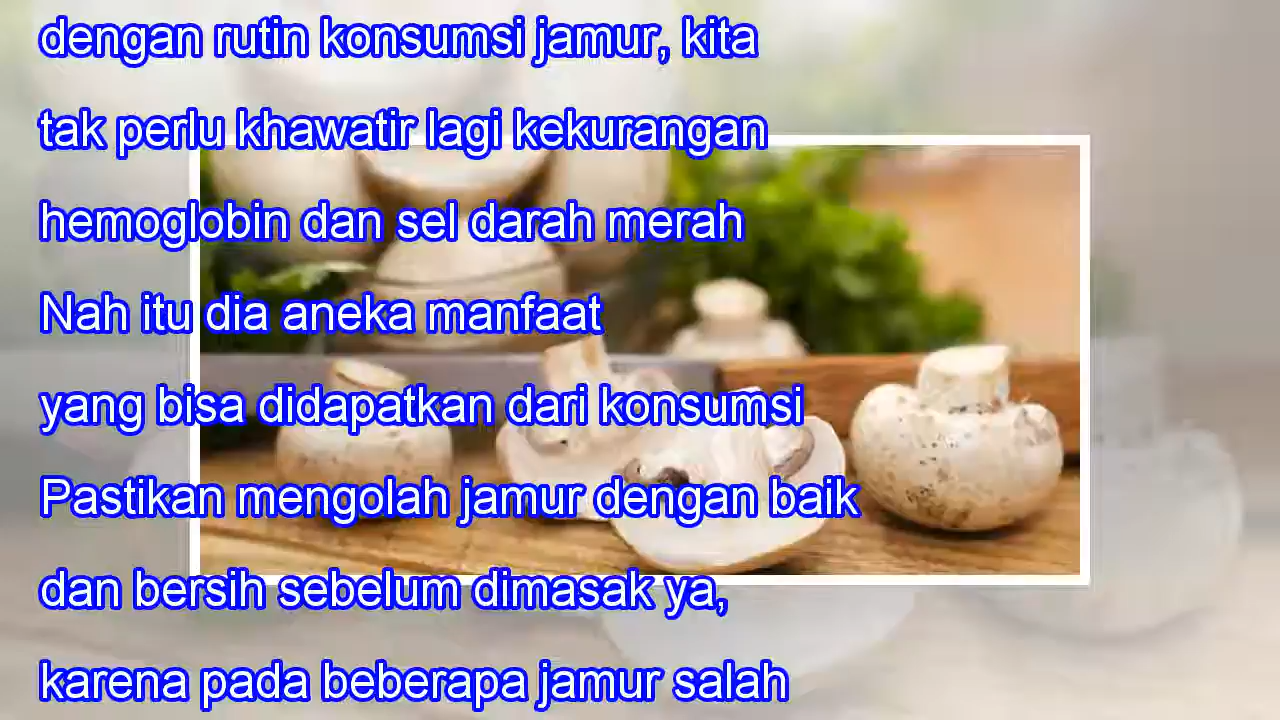 dengan rutin konsumsi jamur, kita
tak perlu khawatir lagi kekurangan
hemoglobin dan sel darah merah
Nah itu dia aneka manfaat
yang bisa didapatkan dari konsumsi
Pastikan mengolah jamur dengan baik
dan bersih sebelum dimasak ya,
karena pada beberapa jamur salah